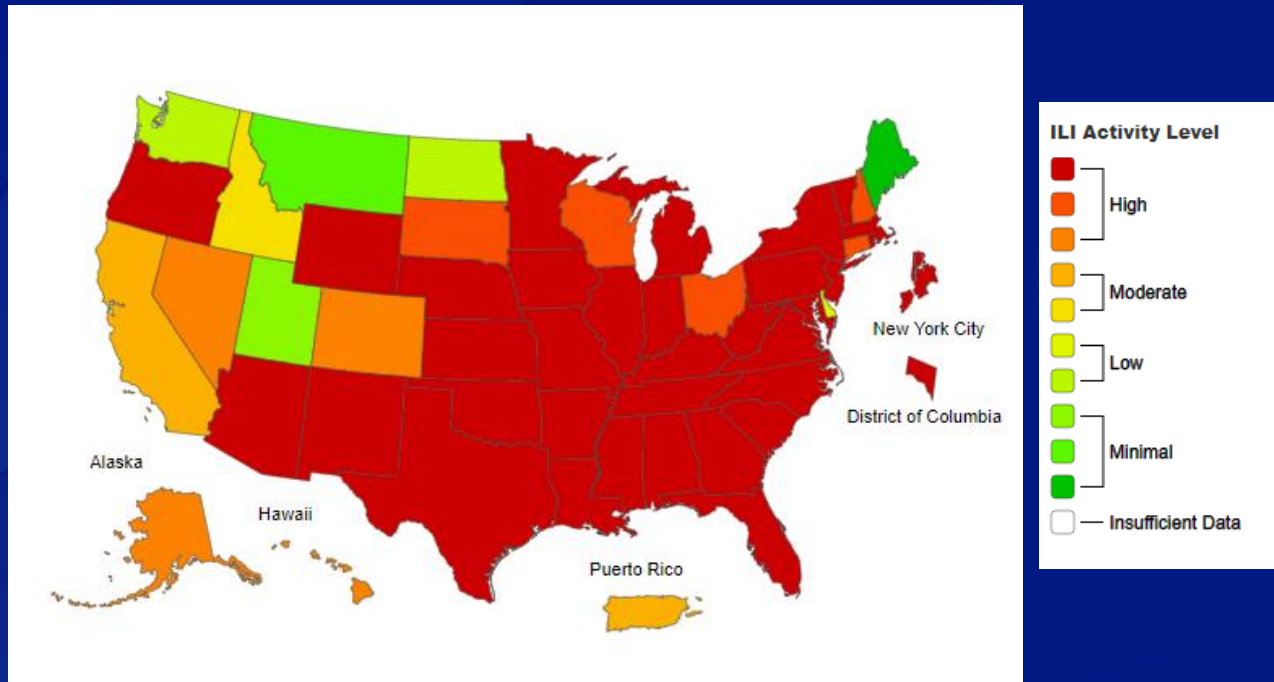 ILI Activity Level
High
Moderate
Low
Minimal
Insufficient Data
New York City
District of Columbia
Alaska
Hawaii
Puerto Rico